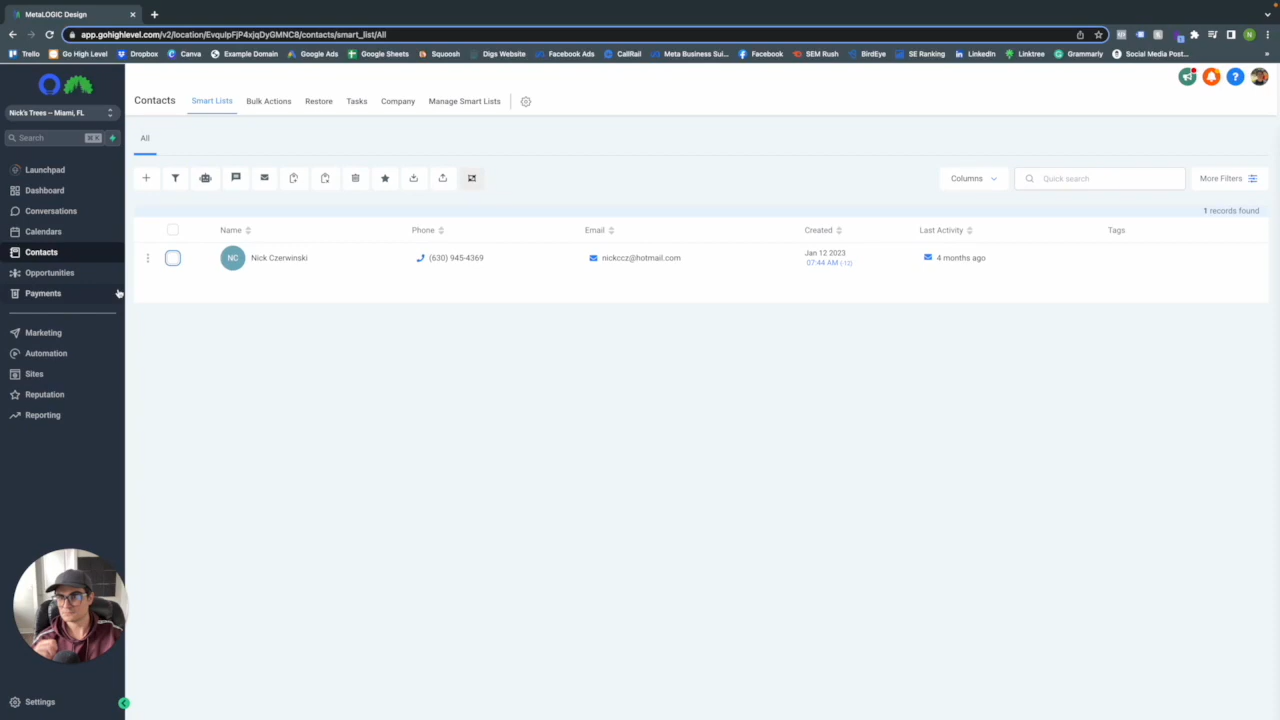 MetaLOGIC Design
app.gohighlevel.com/v2/location/EvquIpFjP4xjqDyGMNC8/contacts/smart_list/All
Trello Go High Level Dropbox Canva Example Domain Google Ads Google Sheets Squoosh Digs Website Facebook Ads CallRail Meta Business Sui... Facebook SEM Rush BirdEye SE Ranking LinkedIn Linktree Grammarly Social Media Post... »
Nick's Trees -- Miami, FL
Search ⌘K
Launchpad
Dashboard
Conversations
Calendars
Contacts
Opportunities
Payments
Marketing
Automation
Sites
Reputation
Reporting
Settings
Contacts Smart Lists Bulk Actions Restore Tasks Company Manage Smart Lists
All
Columns Quick search More Filters
1 records found
Name Phone Email Created Last Activity Tags
NC Nick Czerwinski (630) 945-4369 nickccz@hotmail.com Jan 12 2023 4 months ago
07:44 AM (-12)